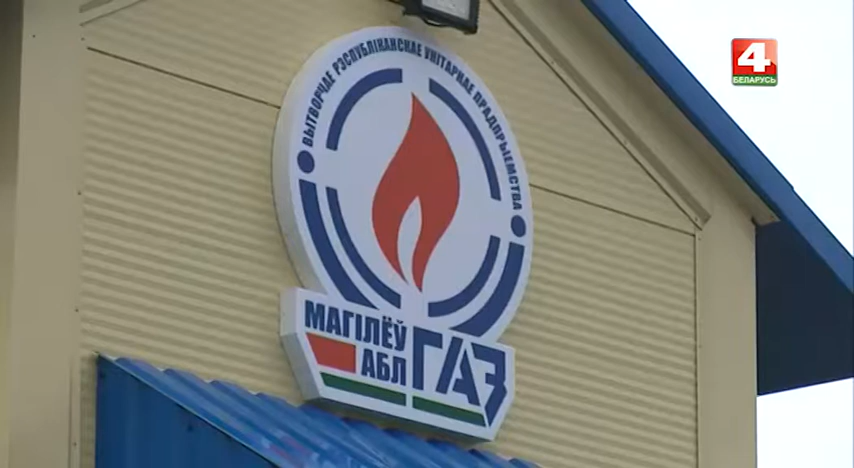 ВЫТВОРЧАЕ РЭСПУБЛІКАНСКАЕ УНІТАРНАЕ ПРАДПРЫЕМСТВА
МАГІЛЁЎ
АБЛ ГАЗ
4
БЕЛАРУСЬ